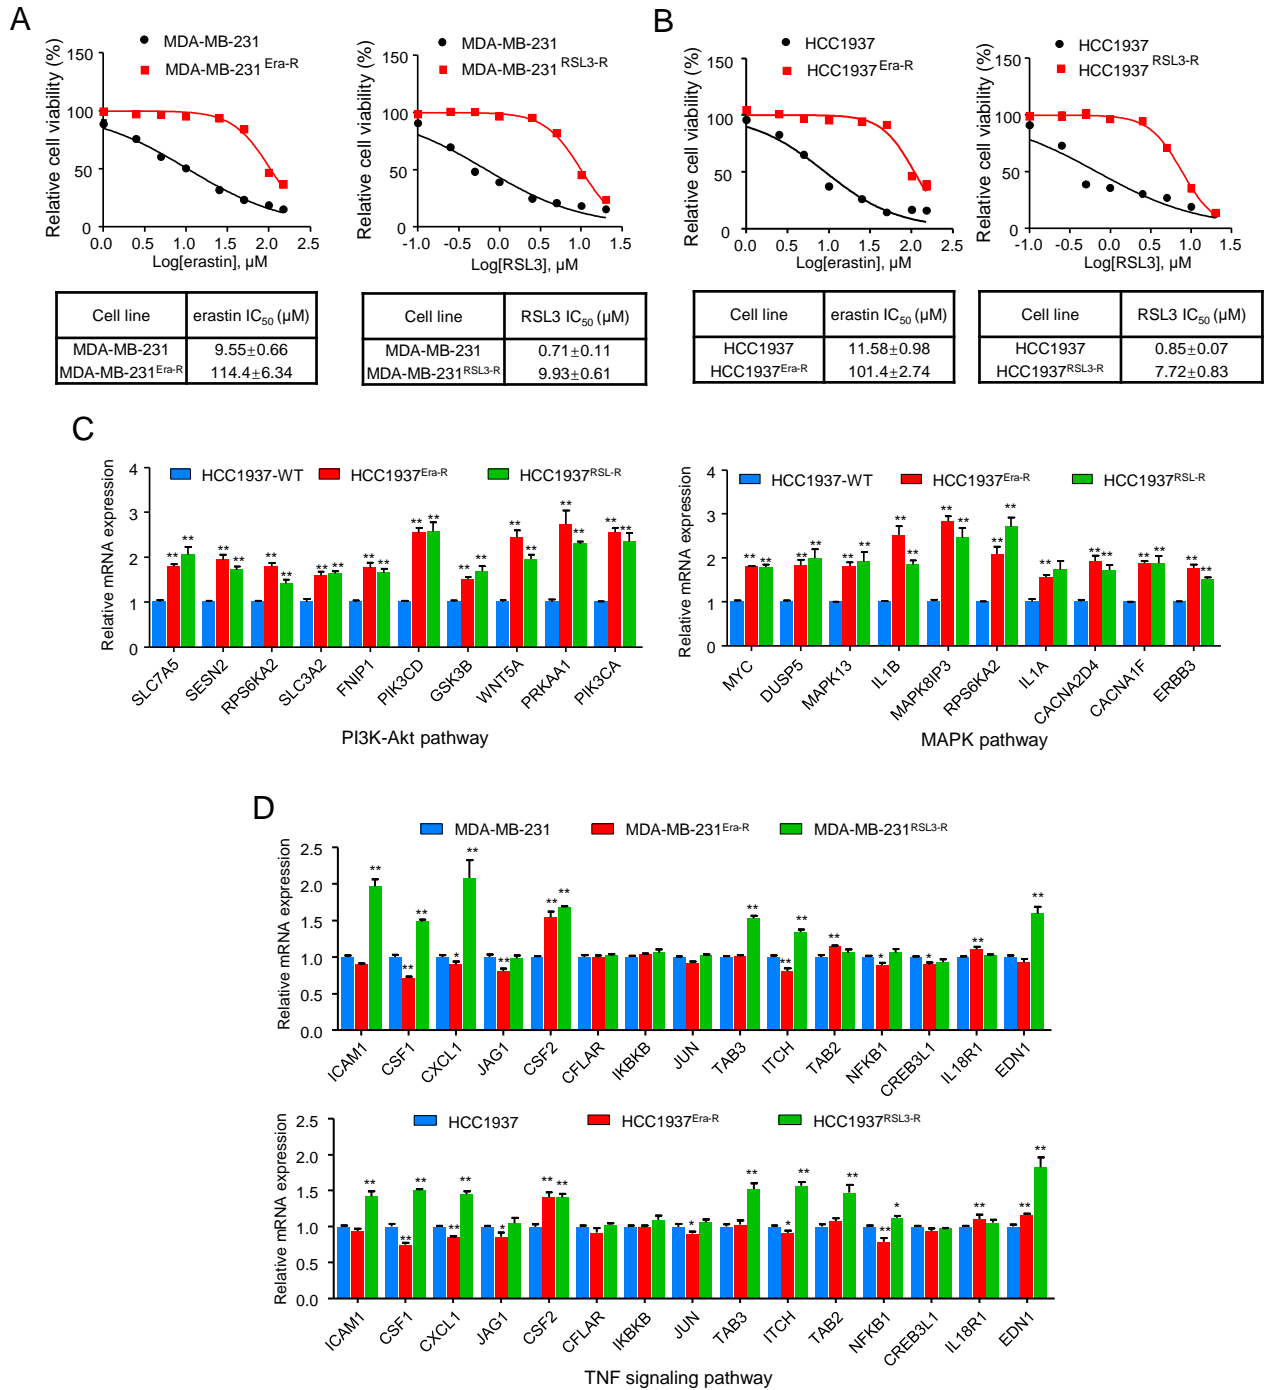 A
MDA-MB-231
MDA-MB-231 Era-R
Relative cell viability (%)
150
100
50
0
0.0 0.5 1.0 1.5 2.0 2.5
Log[erastin], µM
MDA-MB-231
MDA-MB-231 RSL3-R
Relative cell viability (%)
150
100
50
0
-1.0 -0.5 0.0 0.5 1.0 1.5
Log[RSL3], µM
B
HCC1937
HCC1937 Era-R
Relative cell viability (%)
150
100
50
0
0.0 0.5 1.0 1.5 2.0 2.5
Log[erastin], µM
HCC1937
HCC1937 RSL3-R
Relative cell viability (%)
150
100
50
0
-1.0 -0.5 0.0 0.5 1.0 1.5
Log[RSL3], µM
Cell line erastin IC50 (µM)
MDA-MB-231 9.55±0.66
MDA-MB-231Era-R 114.4±6.34
Cell line RSL3 IC50 (µM)
MDA-MB-231 0.71±0.11
MDA-MB-231RSL3-R 9.93±0.61
Cell line erastin IC50 (µM)
HCC1937 11.58±0.98
HCC1937Era-R 101.4±2.74
Cell line RSL3 IC50 (µM)
HCC1937 0.85±0.07
HCC1937RSL3-R 7.72±0.83
C
HCC1937-WT HCC1937Era-R HCC1937RSL-R
Relative mRNA expression
4
3
2
1
0
** ** ** ** ** ** ** ** ** ** ** ** ** ** ** ** ** ** ** **
SLC7A5 SESN2 RPS6KA2 SLC3A2 FNIP1 PIK3CD GSK3B WNT5A PRKAA1 PIK3CA
PI3K-Akt pathway
HCC1937-WT HCC1937Era-R HCC1937RSL-R
Relative mRNA expression
4
3
2
1
0
** ** ** ** ** ** ** ** ** ** ** ** ** ** ** ** ** ** **
MYC DUSP5 MAPK13 IL1B MAPK8IP3 RPS6KA2 IL1A CACNA2D4 CACNA1F ERBB3
MAPK pathway
D
MDA-MB-231 MDA-MB-231Era-R MDA-MB-231RSL3-R
Relative mRNA expression
2.5
2.0
1.5
1.0
0.5
0.0
** ** ** * ** ** ** ** ** ** ** ** * * ** **
ICAM1 CSF1 CXCL1 JAG1 CSF2 CFLAR IKBKB JUN TAB3 ITCH TAB2 NFKB1 CREB3L1 IL18R1 EDN1
HCC1937 HCC1937Era-R HCC1937RSL3-R
Relative mRNA expression
2.5
2.0
1.5
1.0
0.5
0.0
** ** ** ** ** * ** ** * ** * ** ** ** * ** ** **
ICAM1 CSF1 CXCL1 JAG1 CSF2 CFLAR IKBKB JUN TAB3 ITCH TAB2 NFKB1 CREB3L1 IL18R1 EDN1
TNF signaling pathway